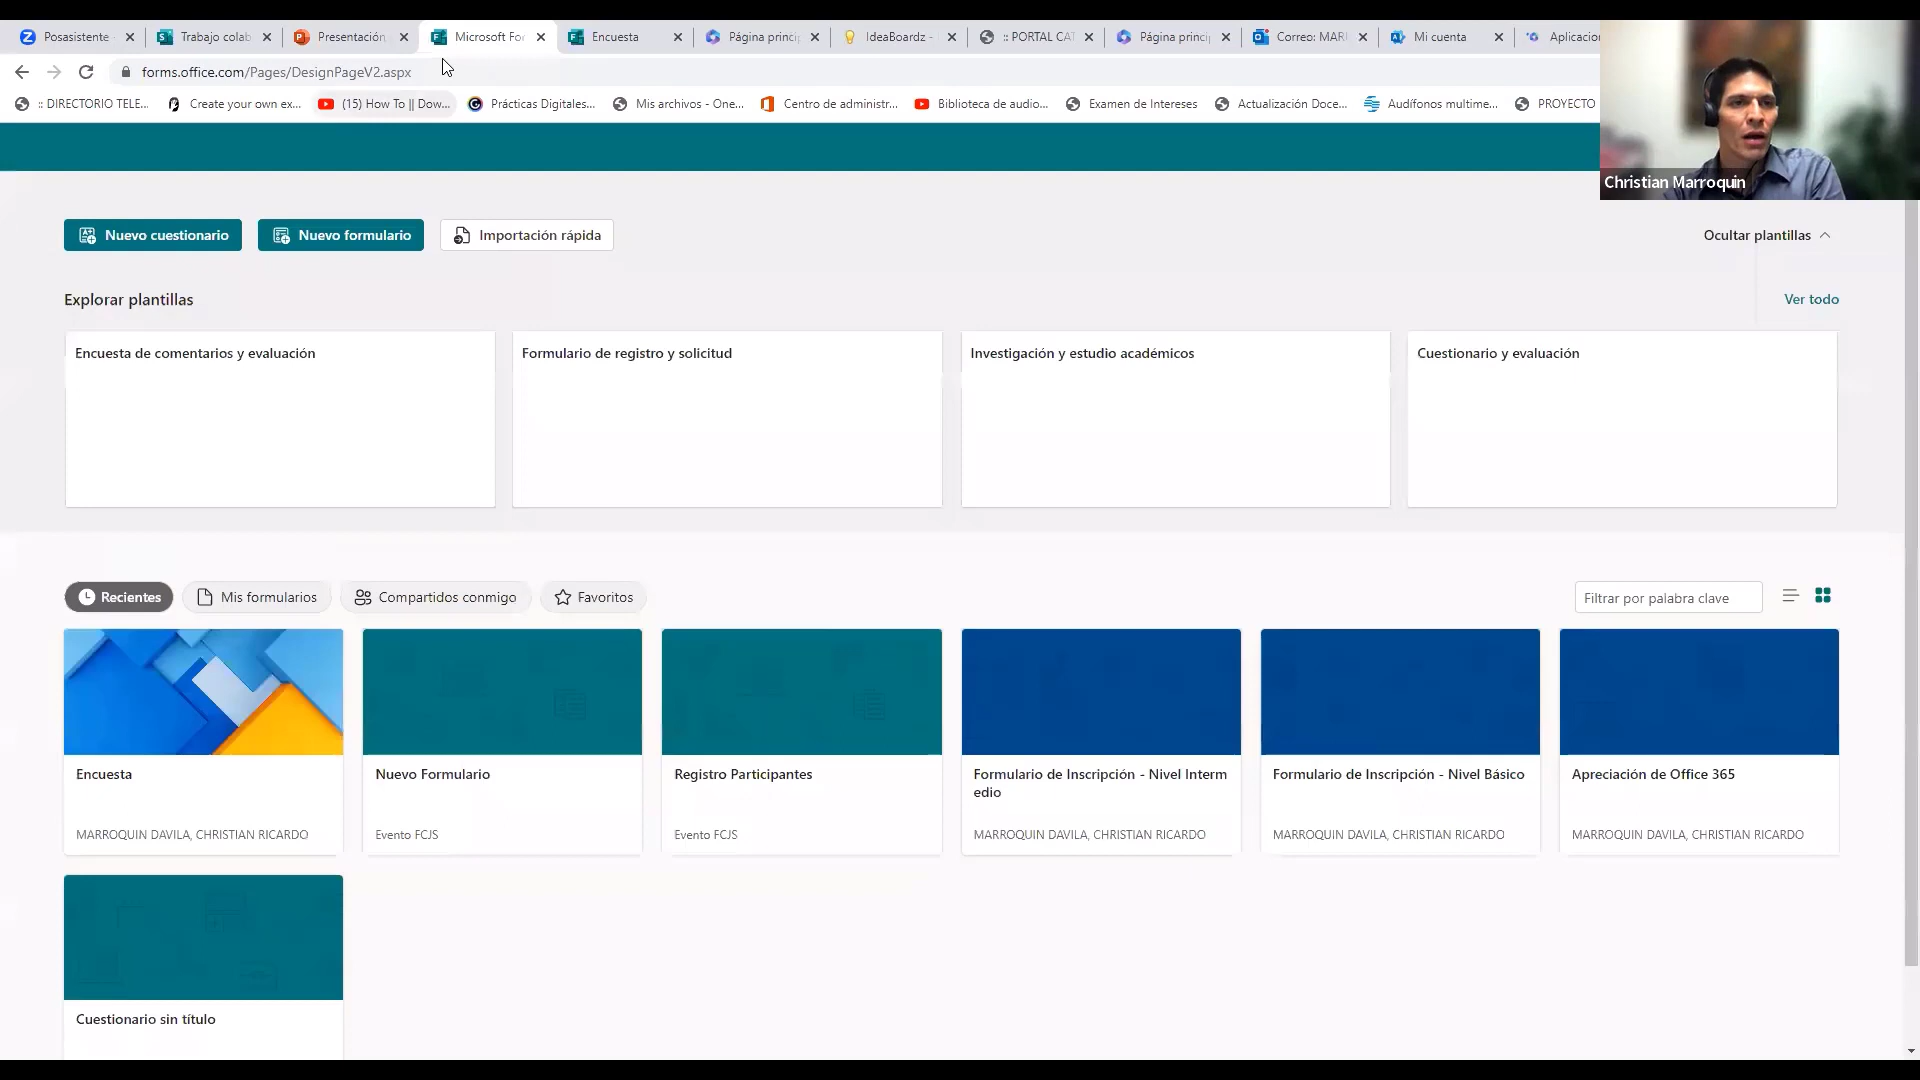 Posasistente
Trabajo colab
Presentación
Microsoft Fo
Encuesta
Página princi
IdeaBoardz -
:: PORTAL CA
Página princi
Correo: MAR
Mi cuenta
Aplicacio
forms.office.com/Pages/DesignPageV2.aspx
:: DIRECTORIO TELE...
Create your own ex...
(15) How To || Dow...
Prácticas Digitales...
Mis archivos - One...
Centro de administr...
Biblioteca de audio...
Examen de Intereses
Actualización Doce...
Audífonos multime...
PROYECTO
Christian Marroquin
Nuevo cuestionario
Nuevo formulario
Importación rápida
Ocultar plantillas
Explorar plantillas
Ver todo
Encuesta de comentarios y evaluación
Formulario de registro y solicitud
Investigación y estudio académicos
Cuestionario y evaluación
Recientes
Mis formularios
Compartidos conmigo
Favoritos
Filtrar por palabra clave
Encuesta
MARROQUIN DAVILA, CHRISTIAN RICARDO
Nuevo Formulario
Evento FCJS
Registro Participantes
Evento FCJS
Formulario de Inscripción - Nivel Interm
edio
MARROQUIN DAVILA, CHRISTIAN RICARDO
Formulario de Inscripción - Nivel Básico
MARROQUIN DAVILA, CHRISTIAN RICARDO
Apreciación de Office 365
MARROQUIN DAVILA, CHRISTIAN RICARDO
Cuestionario sin título